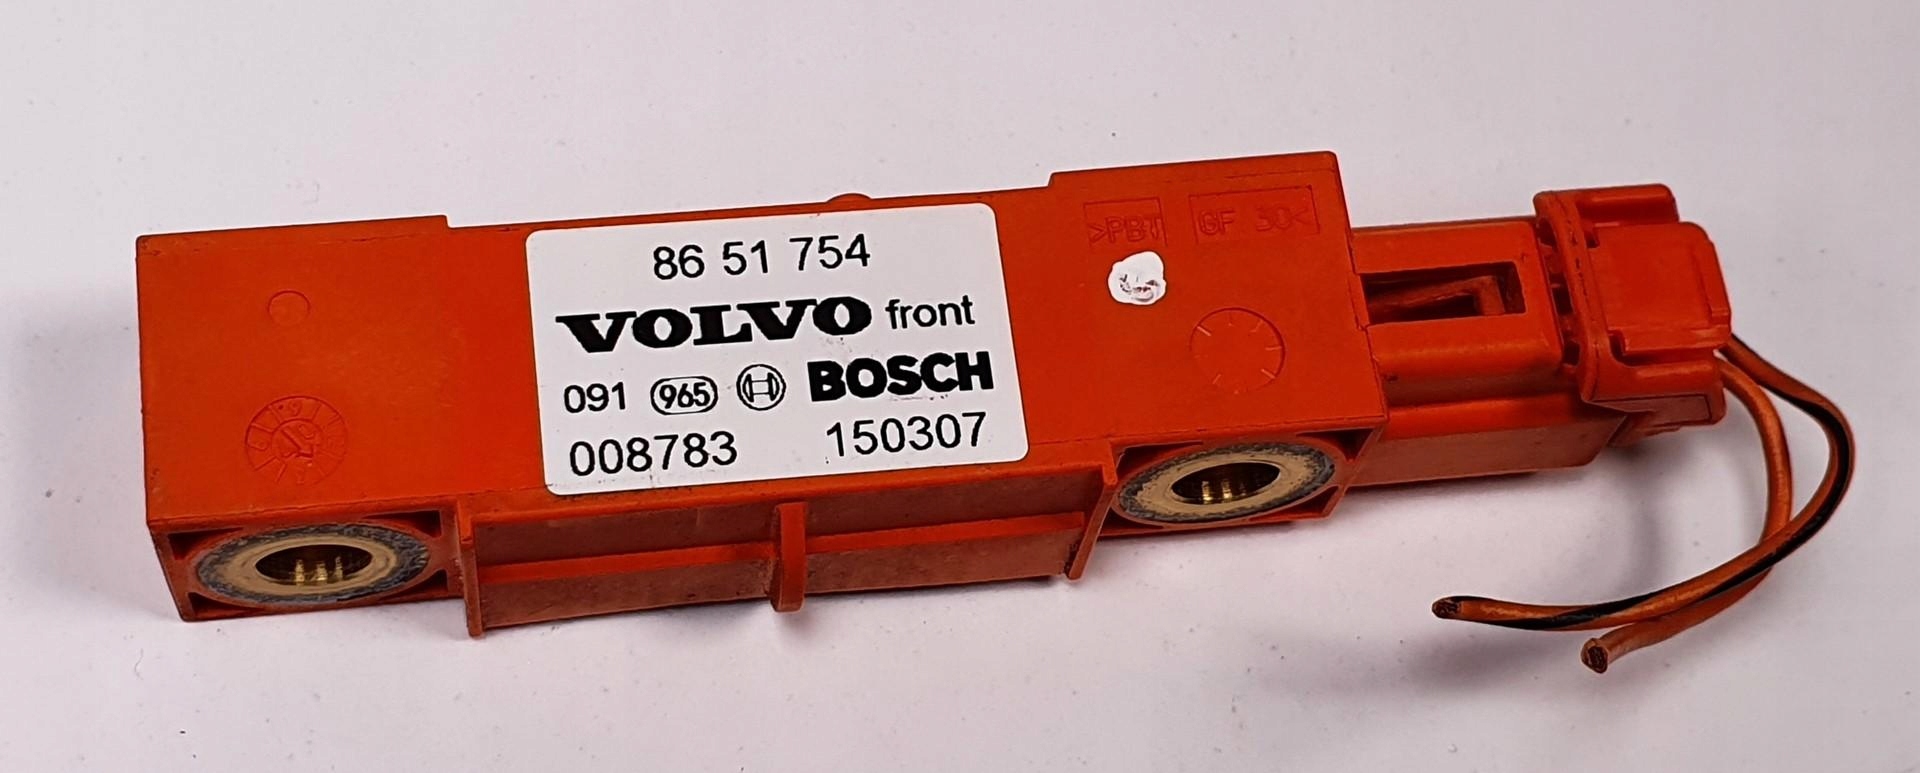 86 51 754
VOLVO front
091 965 H BOSCH
008783 150307
>PBT GF 30<